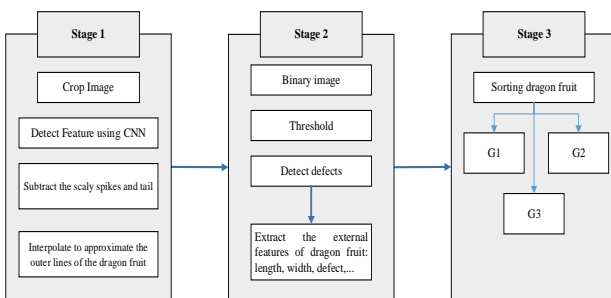 Stage 1
Crop Image
Detect Feature using CNN
Subtract the scaly spikes and tail
Interpolate to approximate the
outer lines of the dragon fruit
Stage 2
Binary image
Threshold
Detect defects
Extract the external
features of dragon fruit:
length, width, defect,...
Stage 3
Sorting dragon fruit
G1
G2
G3